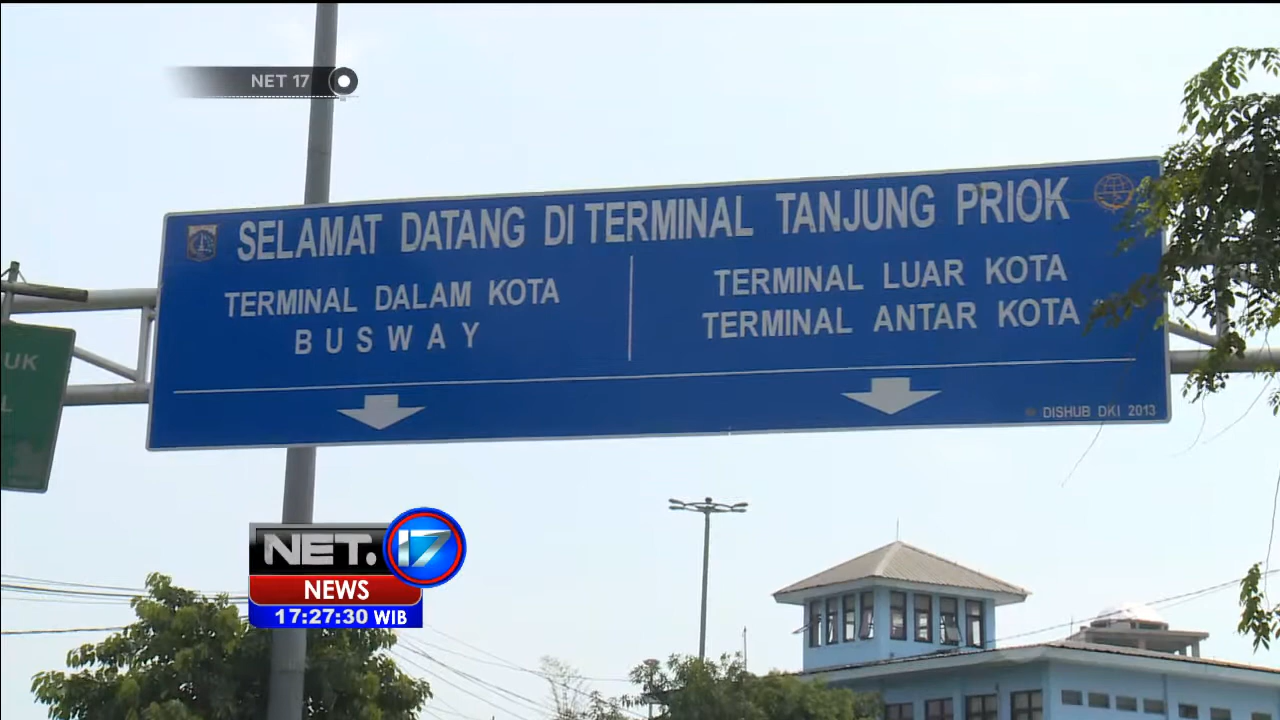 NET 17
SELAMAT DATANG DI TERMINAL TANJUNG PRIOK
TERMINAL DALAM KOTA
BUSWAY
TERMINAL LUAR KOTA
TERMINAL ANTAR KOTA
DISHUB DKI 2013
UK
L
NET. 17
NEWS
17:27:30 WIB